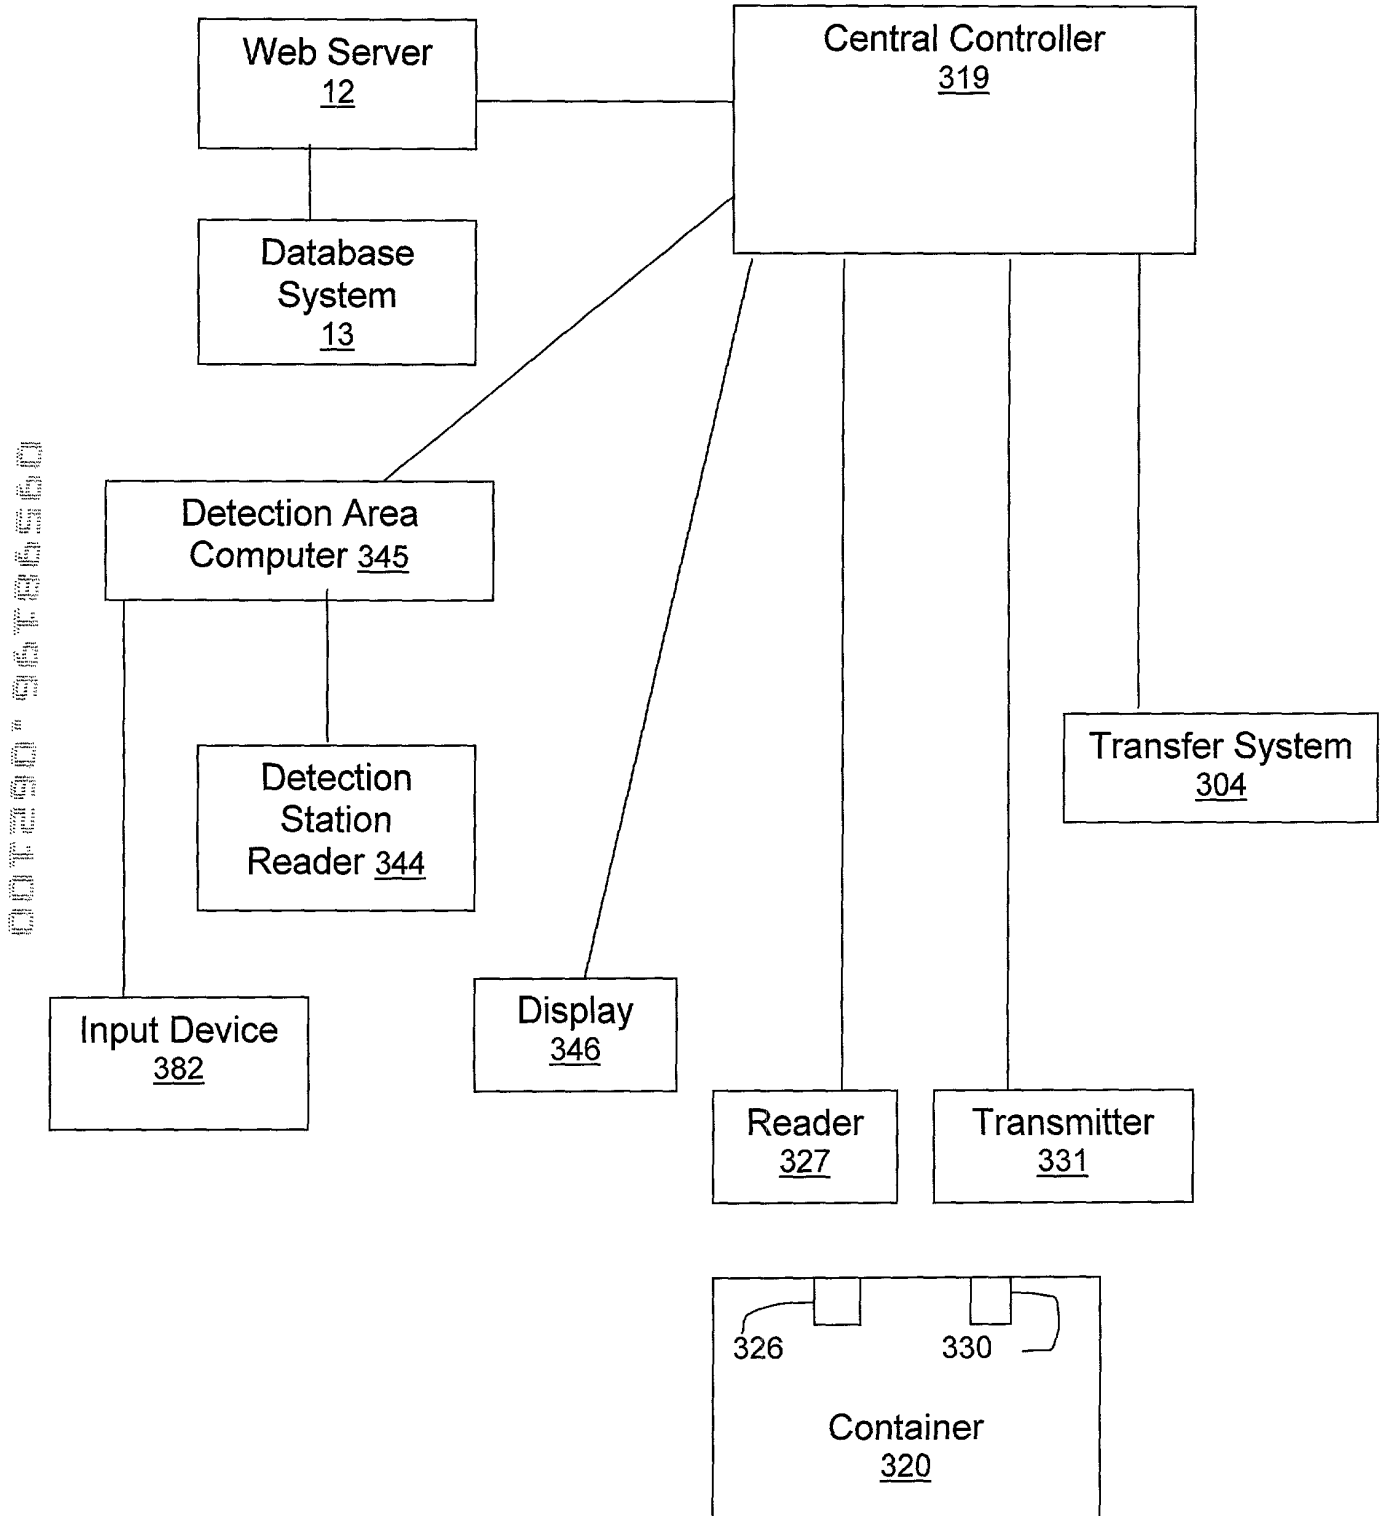 Web Server
12
Central Controller
319
Database
System
13
Detection Area
Computer 345
Detection
Station
Reader 344
Transfer System
304
Input Device
382
Display
346
Reader
327
Transmitter
331
326
330
Container
320